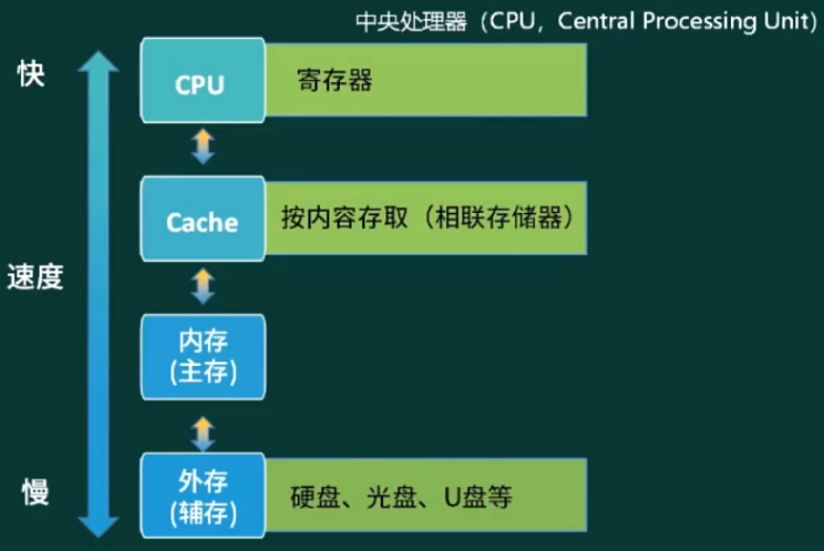 中央处理器（CPU，Central Processing Unit）
快
CPU
寄存器
Cache
按内容存取（相联存储器）
速度
内存
(主存)
慢
外存
(辅存)
硬盘、光盘、U盘等